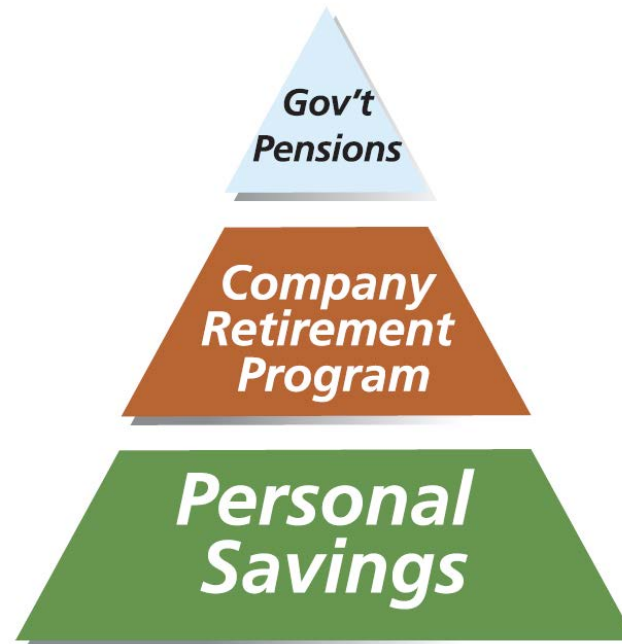 Gov't
Pensions
Company
Retirement
Program
Personal
Savings